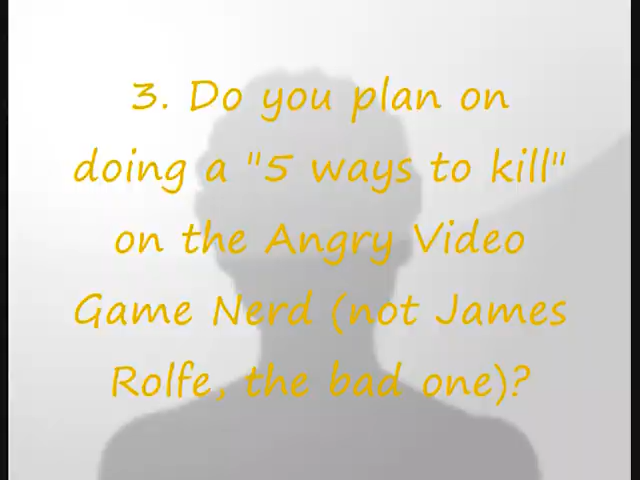 3. Do you plan on
doing a "5 ways to kill"
on the Angry Video
Game Nerd (not James
Rolfe, the bad one)?